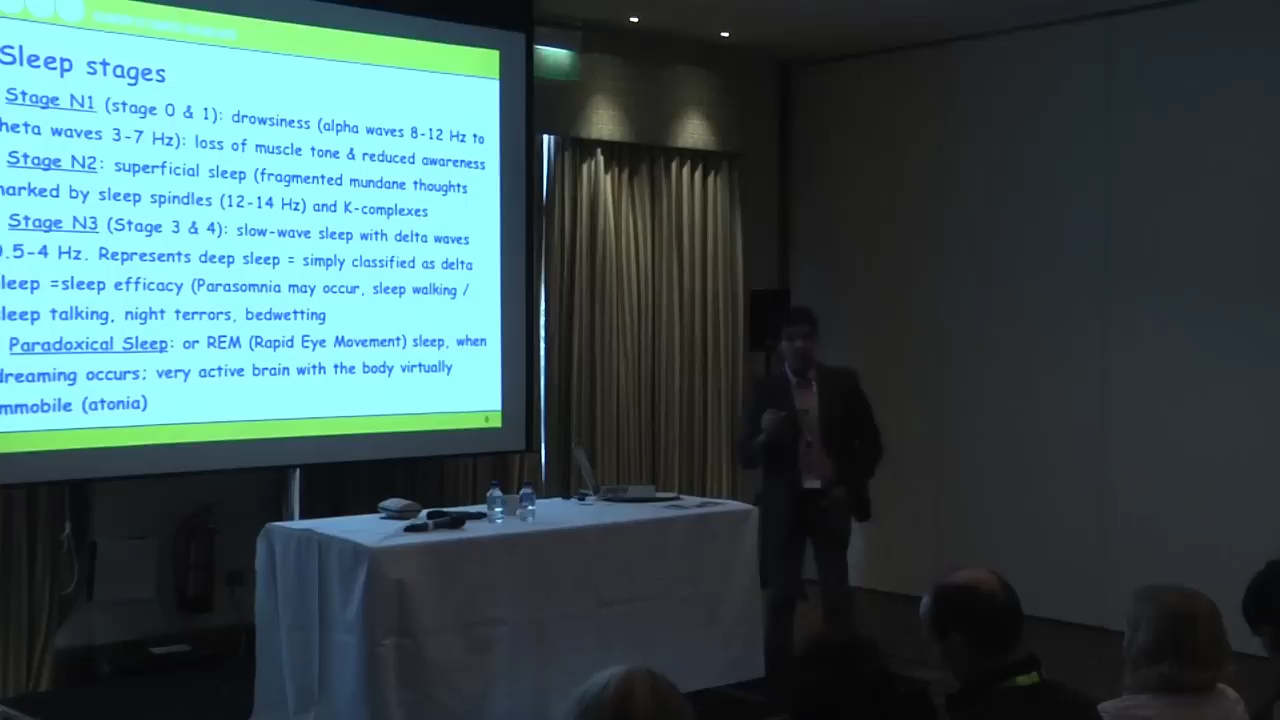 Sleep stages
Stage N1 (stage 0 & 1): drowsiness (alpha waves 8-12 Hz to
heta waves 3-7 Hz): loss of muscle tone & reduced awareness
Stage N2: superficial sleep (fragmented mundane thoughts
marked by sleep spindles (12-14 Hz) and K-complexes
Stage N3 (Stage 3 & 4): slow-wave sleep with delta waves
0.5-4 Hz. Represents deep sleep = simply classified as delta
leep =sleep efficacy (Parasomnia may occur, sleep walking /
leep talking, night terrors, bedwetting
Paradoxical Sleep: or REM (Rapid Eye Movement) sleep, when
dreaming occurs; very active brain with the body virtually
mmobile (atonia)